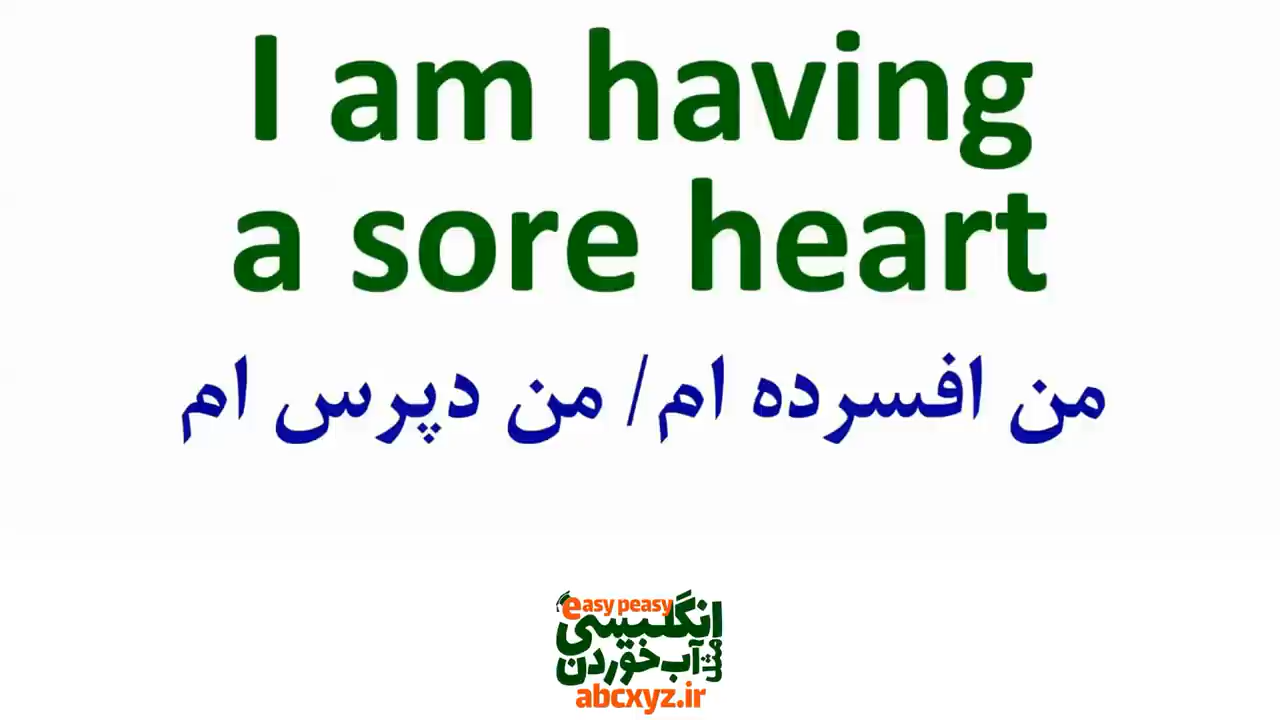 I am having
a sore heart
من افسرده ام/ من دپرس ام
easy peasy
انگلیسی
مثل آب خوردن
abcxyz.ir